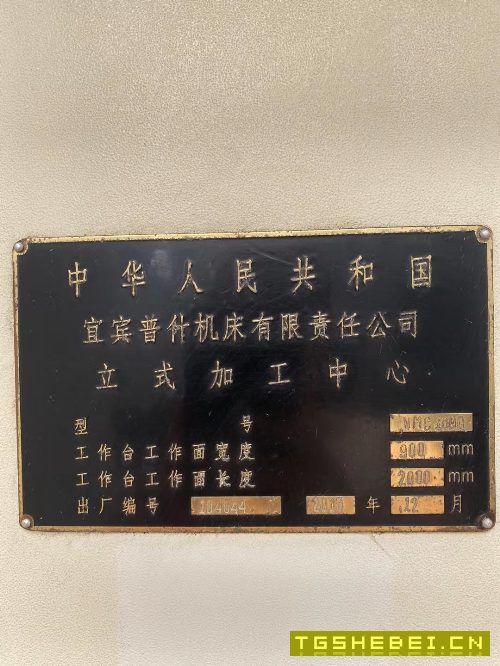 中华人民共和国
宜宾普什机床有限责任公司
立式加工中心
型号
工作台工作面宽度 900 mm
工作台工作面长度 2000 mm
出厂编号 年 12 月
TGSHEBEI.CN